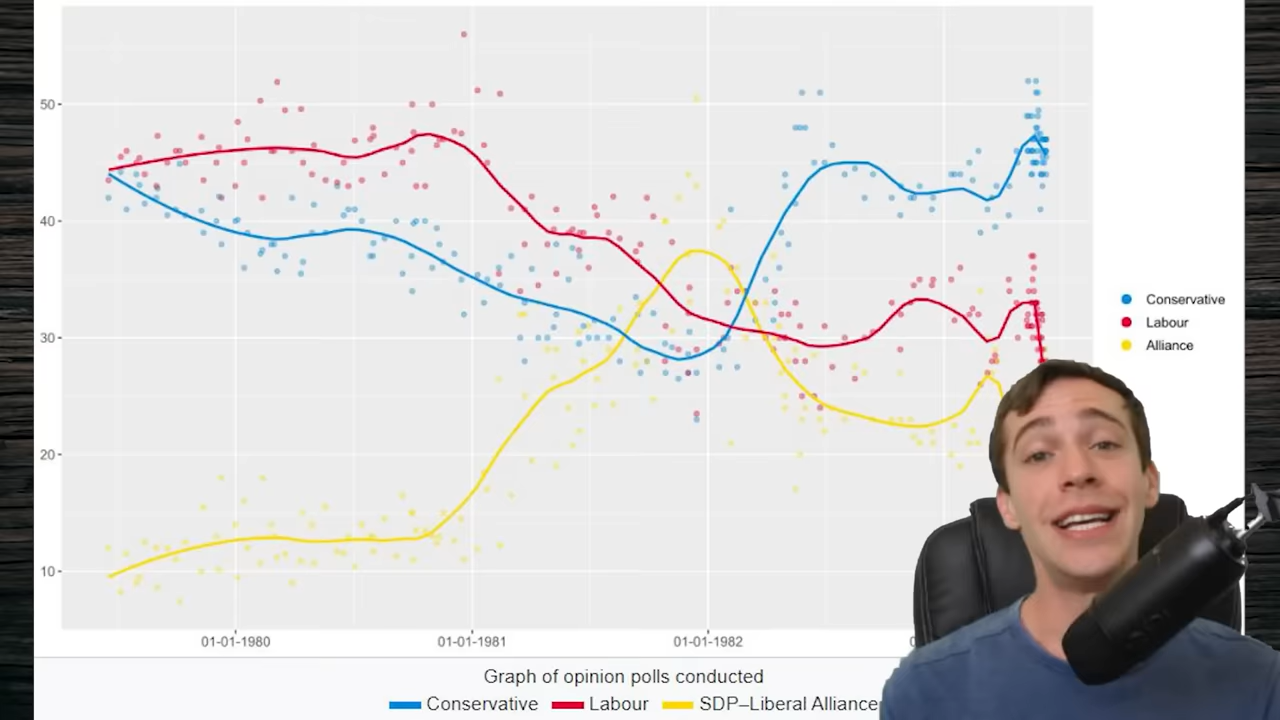 50
40
30
20
10
01-01-1980 01-01-1981 01-01-1982
Conservative
Labour
Alliance
Graph of opinion polls conducted
Conservative Labour SDP–Liberal Alliance